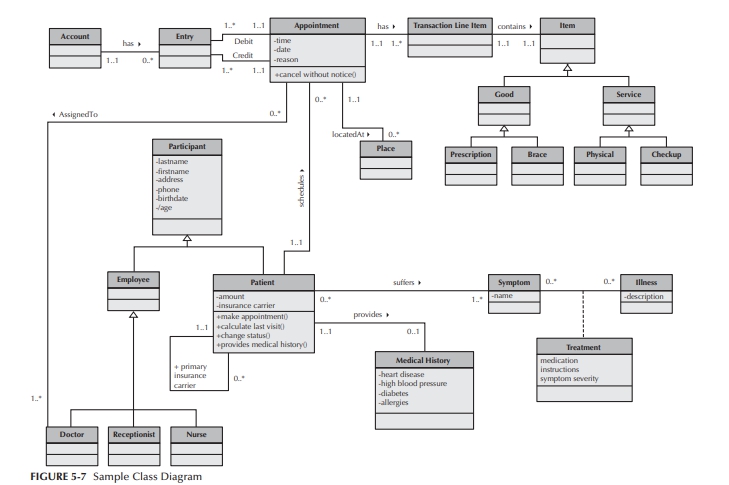 Account
has
1..1
0..*
Entry
1..*
1..1
Debit
Credit
1..*
1..1
Appointment
-time
-date
-reason
+cancel without notice()
has
1..1
1..*
Transaction Line Item
contains
1..1
1..1
Item
Good
Service
Prescription
Brace
Physical
Checkup
AssignedTo
0..*
0..*
1..1
locatedAt
0..*
Place
schedules
1..1
Participant
-lastname
-firstname
-address
-phone
-birthdate
-/age
Employee
Patient
-amount
-insurance carrier
+make appointment()
+calculate last visit()
+change status()
+provides medical history()
suffers
0..*
1..*
Symptom
-name
0..*
0..*
Illness
-description
provides
1..1
0..1
1..1
+ primary
insurance
carrier
0..*
Medical History
-heart disease
-high blood pressure
-diabetes
-allergies
Treatment
medication
instructions
symptom severity
1..*
Doctor
Receptionist
Nurse
FIGURE 5-7 Sample Class Diagram